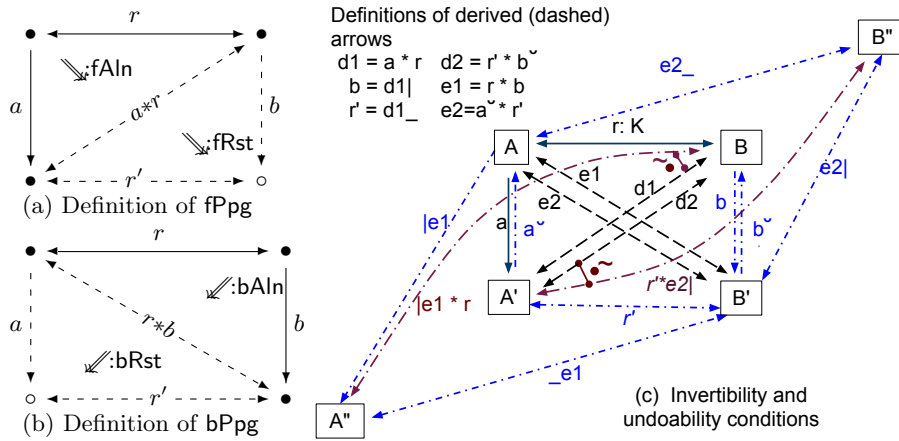 r
:fAln
a
a*r
b
:fRst
r'
(a) Definition of fPpg
r
:bAln
a
r*b
b
:bRst
r'
(b) Definition of bPpg
Definitions of derived (dashed)
arrows
d1 = a * r d2 = r' * b˘
b = d1| e1 = r * b
r' = d1_ e2=a˘ * r'
B"
e2_
r: K
A
B
~
e1
d1
e2
d2
e2|
|e1
a
a˘
b
b˘
~
A'
B'
|e1 * r
r'*e2|
r'
_e1
A"
(c) Invertibility and
undoability conditions